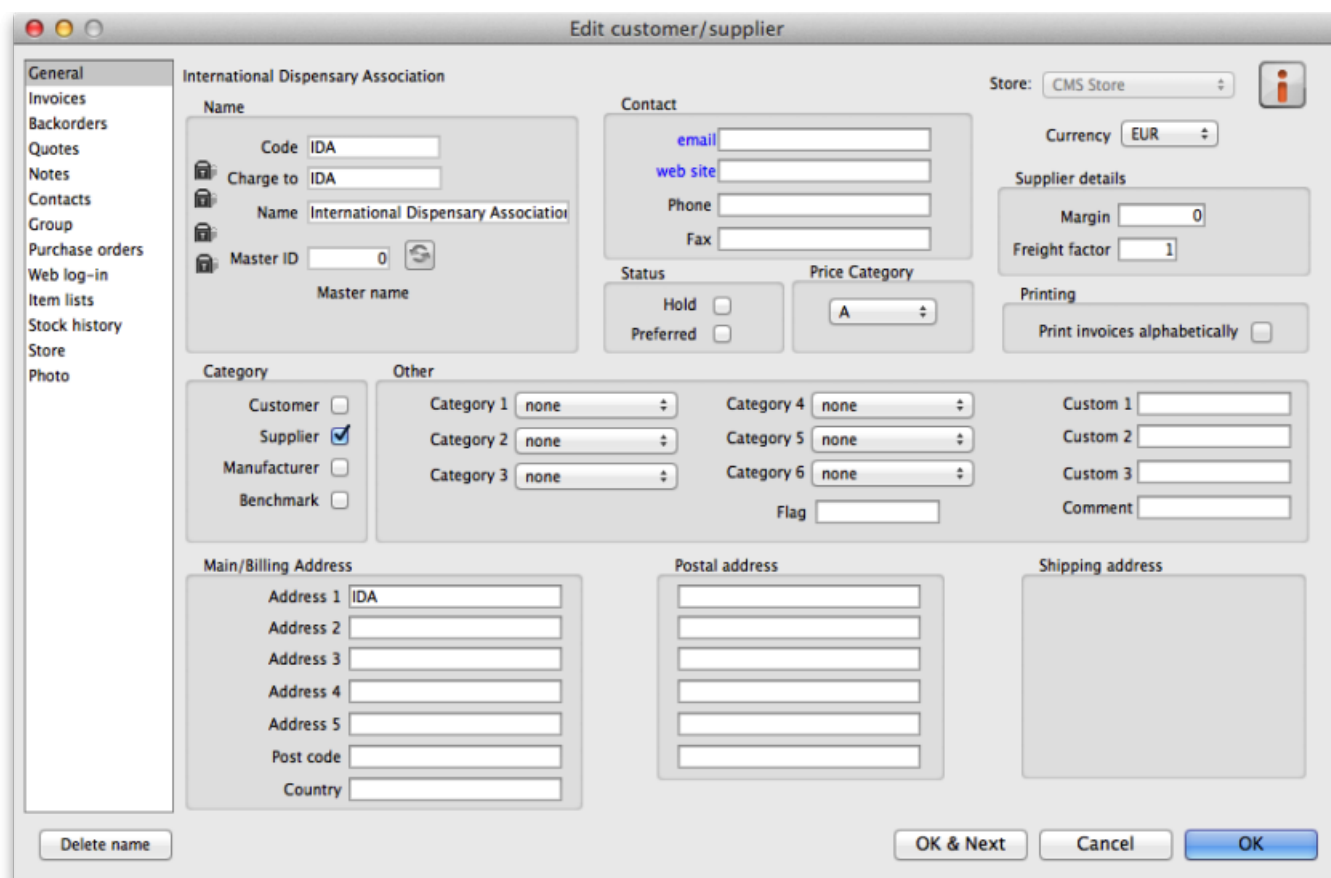 Edit customer/supplier
General
Invoices
Backorders
Quotes
Notes
Contacts
Group
Purchase orders
Web log-in
Item lists
Stock history
Store
Photo
International Dispensary Association
Store: CMS Store
Currency EUR
Name
Code IDA
Charge to IDA
Name International Dispensary Associatio
Master ID 0
Master name
Contact
email
web site
Phone
Fax
Supplier details
Margin 0
Freight factor 1
Status
Hold
Preferred
Price Category
A
Printing
Print invoices alphabetically
Category
Customer
Supplier
Manufacturer
Benchmark
Other
Category 1 none
Category 2 none
Category 3 none
Category 4 none
Category 5 none
Category 6 none
Flag
Custom 1
Custom 2
Custom 3
Comment
Main/Billing Address
Address 1 IDA
Address 2
Address 3
Address 4
Address 5
Post code
Country
Postal address
Shipping address
Delete name
OK & Next
Cancel
OK